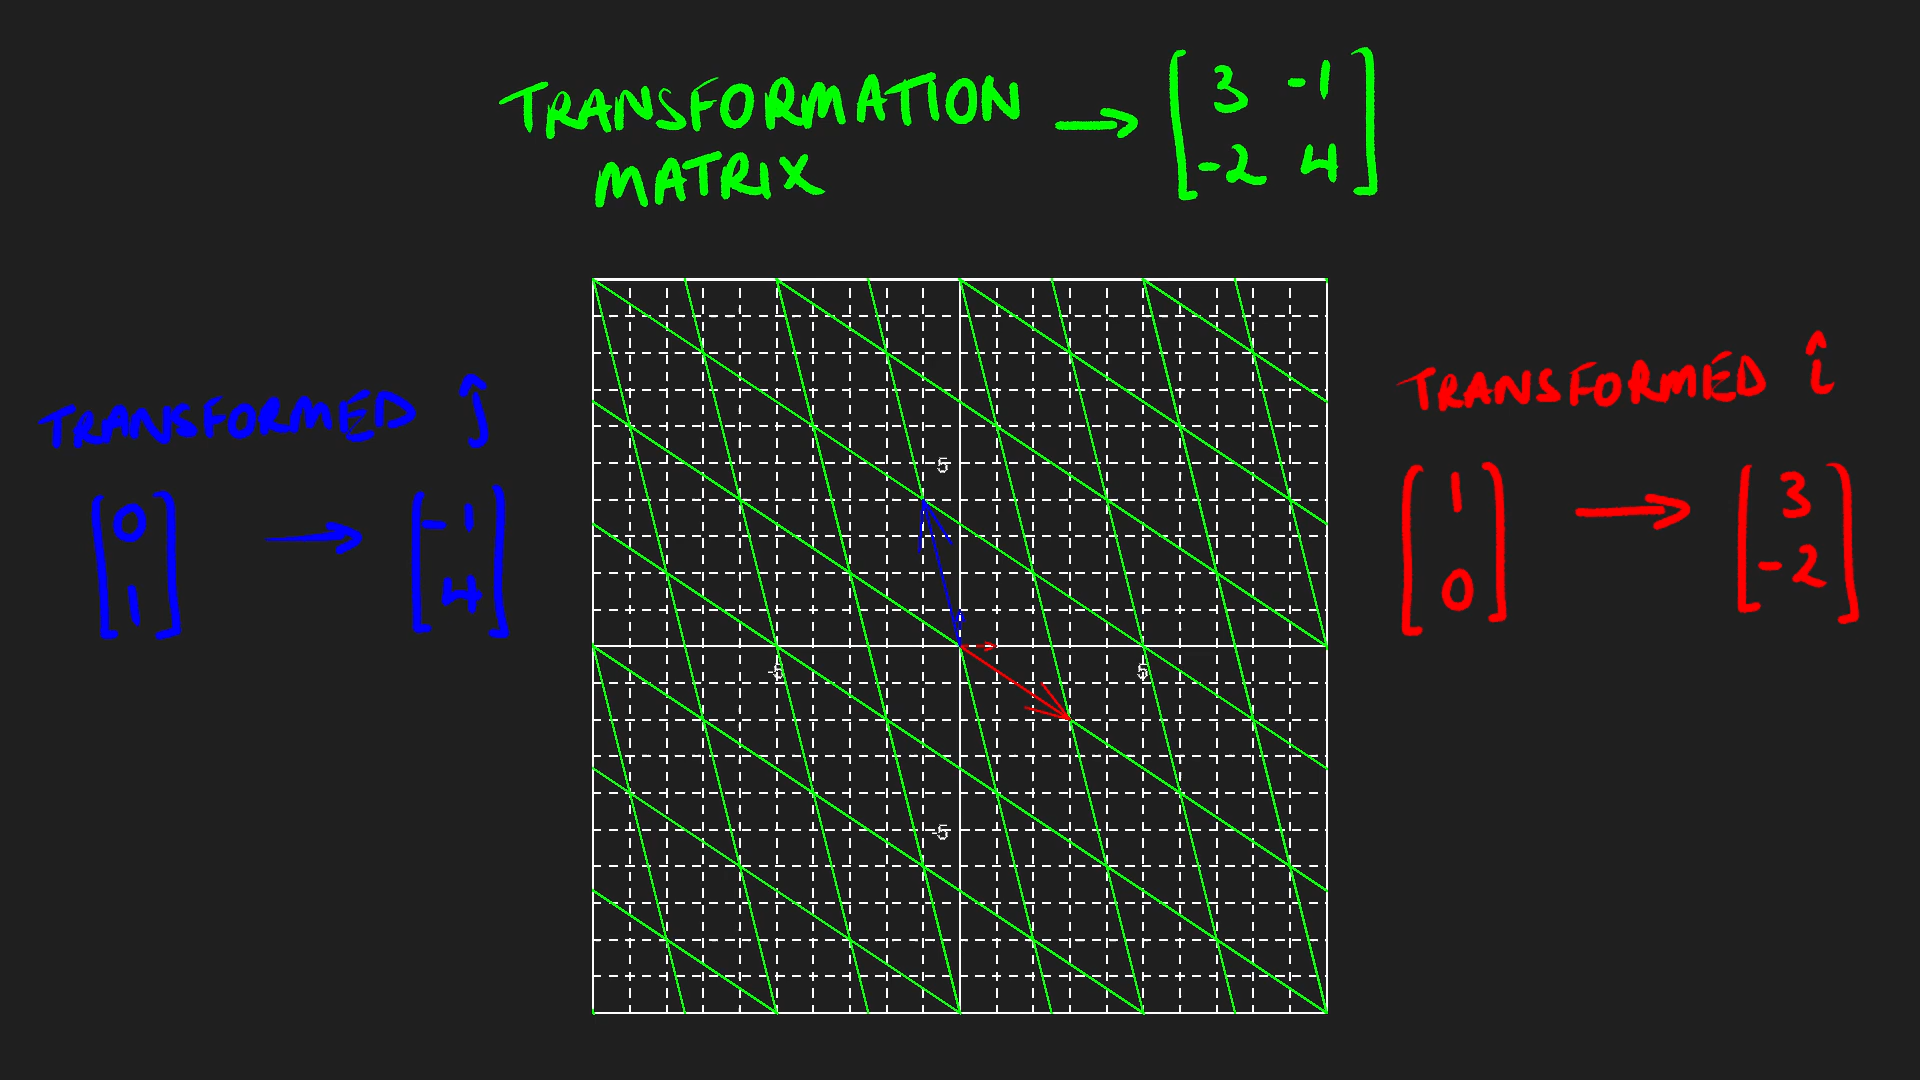 TRANSFORMATION → [3 -1
MATRIX -2 4]
TRANSFORMED ĵ
[0 1] → [-1 4]
TRANSFORMED î
[1 0] → [3 -2]
5
-5
5
-5